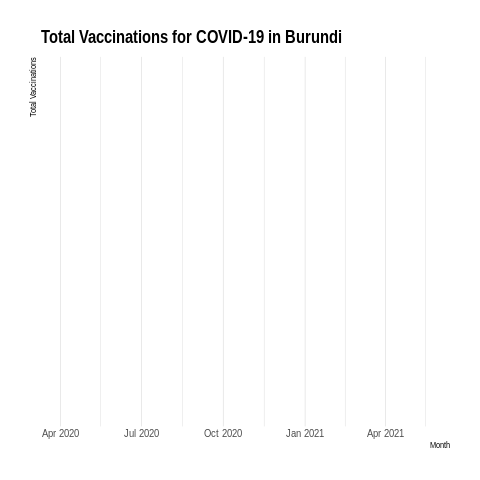 Total Vaccinations for COVID-19 in Burundi
Total Vaccinations
Apr 2020 Jul 2020 Oct 2020 Jan 2021 Apr 2021
Month